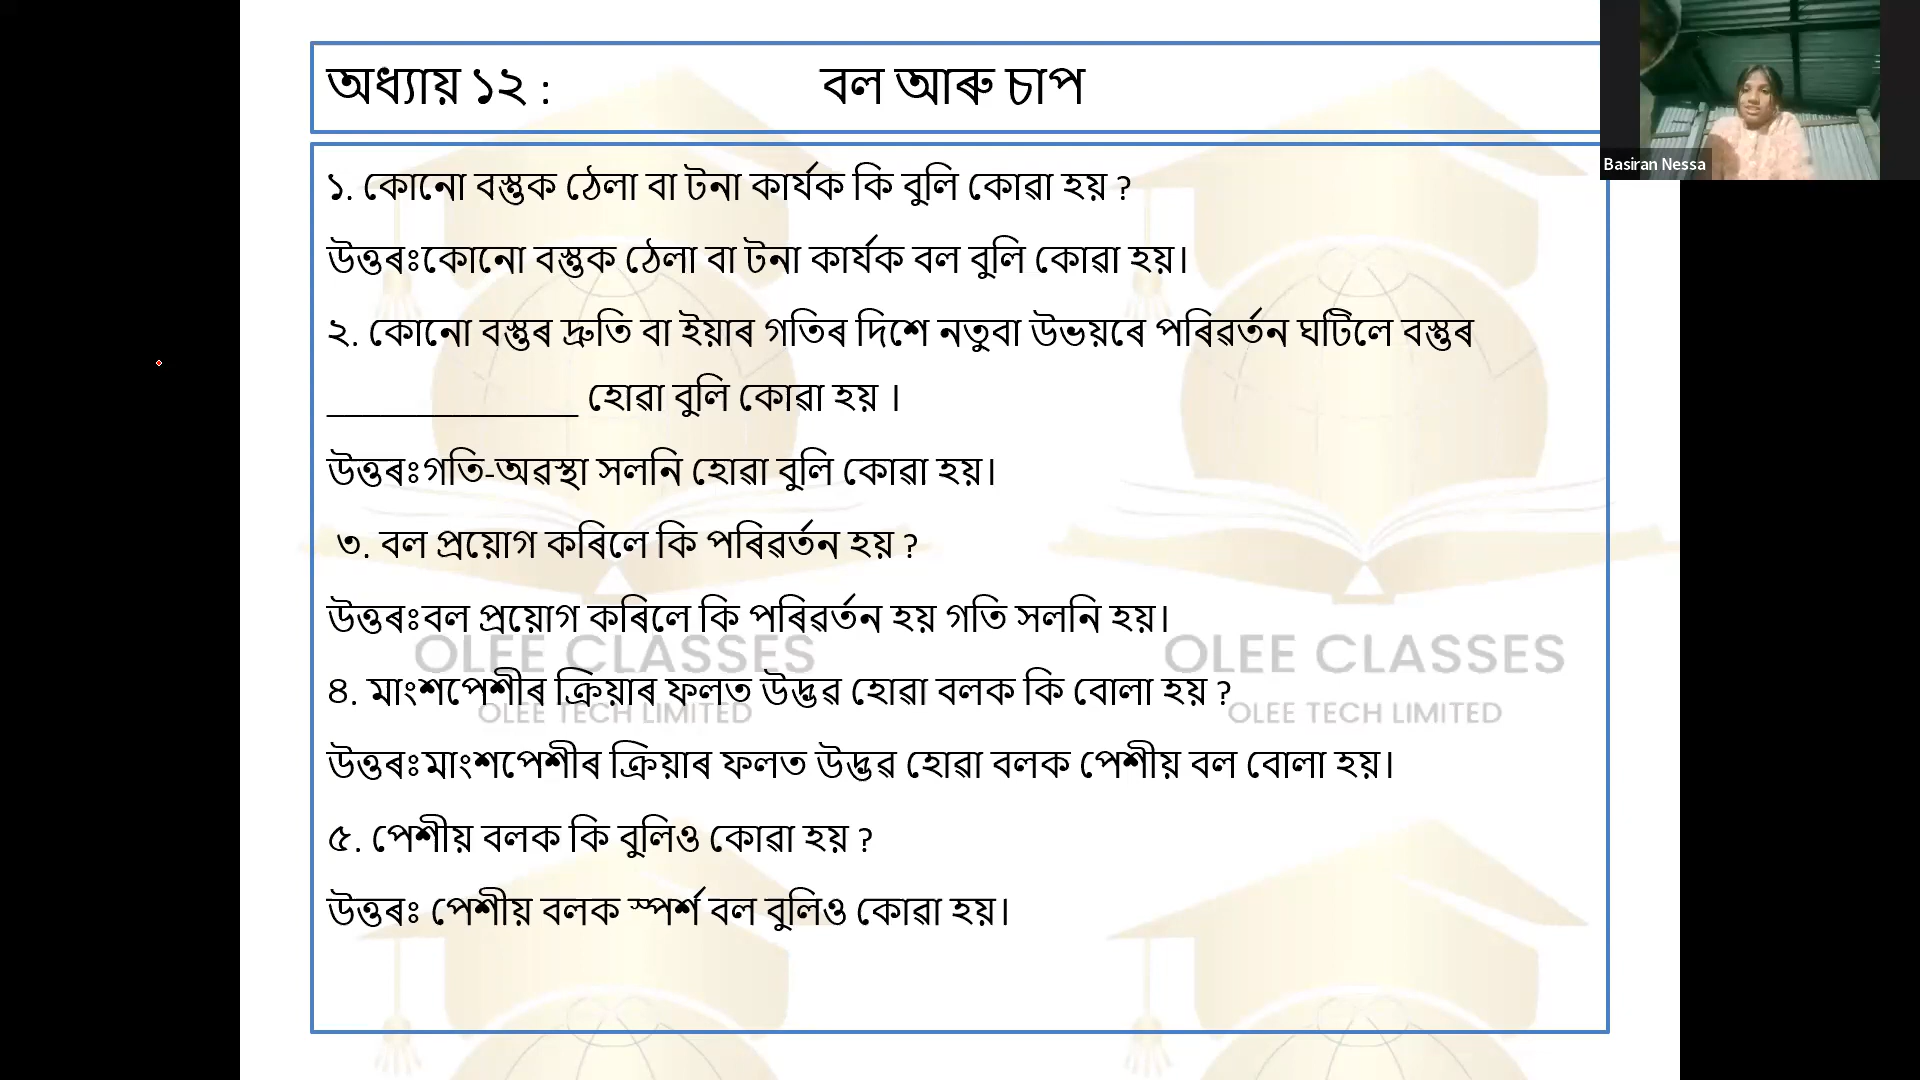 অধ্যায় ১২ : বল আৰু চাপ
Basiran Nessa
১. কোনো বস্তুক ঠেলা বা টনা কাৰ্যক কি বুলি কোৱা হয় ?
উত্তৰঃকোনো বস্তুক ঠেলা বা টনা কাৰ্যক বল বুলি কোৱা হয়।
২. কোনো বস্তুৰ দ্ৰুতি বা ইয়াৰ গতিৰ দিশে নতুবা উভয়ৰে পৰিৱৰ্তন ঘটিলে বস্তুৰ
_____________ হোৱা বুলি কোৱা হয় ।
উত্তৰঃগতি-অৱস্থা সলনি হোৱা বুলি কোৱা হয়।
৩. বল প্ৰয়োগ কৰিলে কি পৰিৱৰ্তন হয় ?
উত্তৰঃবল প্ৰয়োগ কৰিলে কি পৰিৱৰ্তন হয় গতি সলনি হয়।
OLEE CLASSES OLEE CLASSES
৪. মাংশপেশীৰ ক্ৰিয়াৰ ফলত উদ্ভৱ হোৱা বলক কি বোলা হয় ?
OLEE TECH LIMITED OLEE TECH LIMITED
উত্তৰঃমাংশপেশীৰ ক্ৰিয়াৰ ফলত উদ্ভৱ হোৱা বলক পেশীয় বল বোলা হয়।
৫. পেশীয় বলক কি বুলিও কোৱা হয় ?
উত্তৰঃ পেশীয় বলক স্পৰ্শ বল বুলিও কোৱা হয়।